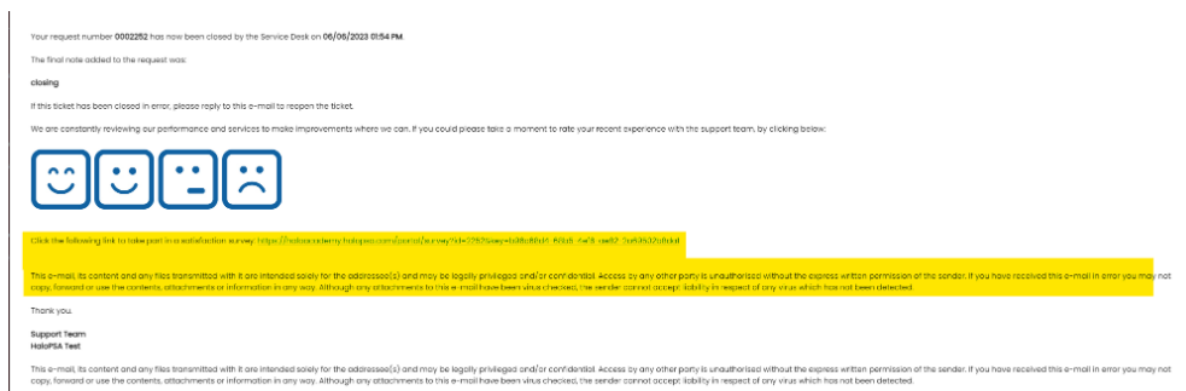 Your request number 0002252 has now been closed by the Service Desk on 06/06/2023 01:54 PM.
The final note added to the request was:
closing
If this ticket has been closed in error, please reply to this e-mail to reopen the ticket.
We are constantly reviewing our performance and services to make improvements where we can. If you could please take a moment to rate your recent experience with the support team, by clicking below:
Click the following link to take part in a satisfaction survey:
This e-mail, its content and any files transmitted with it are intended solely for the addressee(s) and may be legally privileged and/or confidential. Access by any other party is unauthorised without the express written permission of the sender. If you have received this e-mail in error you may not
copy, forward or use the contents, attachments or information in any way. Although any attachments to this e-mail have been virus checked, the sender cannot accept liability in respect of any virus which has not been detected.
Thank you.
Support Team
HaloPSA Test
This e-mail, its content and any files transmitted with it are intended solely for the addressee(s) and may be legally privileged and/or confidential. Access by any other party is unauthorised without the express written permission of the sender. If you have received this e-mail in error you may not
copy, forward or use the contents, attachments or information in any way. Although any attachments to this e-mail have been virus checked, the sender cannot accept liability in respect of any virus which has not been detected.